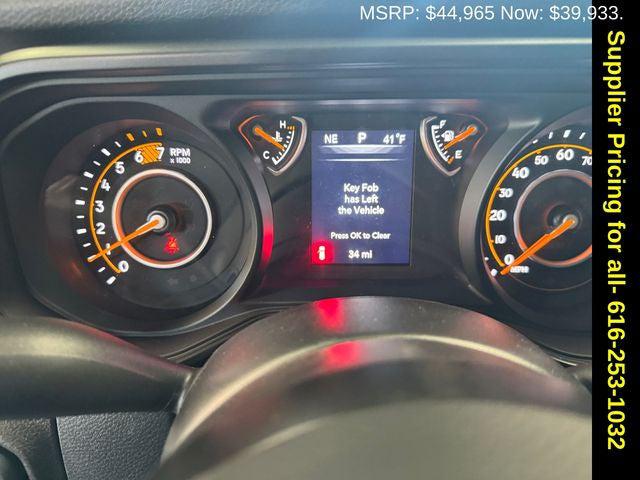 MSRP: $44,965 Now: $39,933.
Supplier Pricing for all- 616-253-1032
NE P 41°F
Key Fob
has Left
the Vehicle
Press OK to Clear
34 mi
H
C
F
E
RPM
x 1000
7
6
5
4
3
2
1
0
0
10
20
30
40
50
60
70